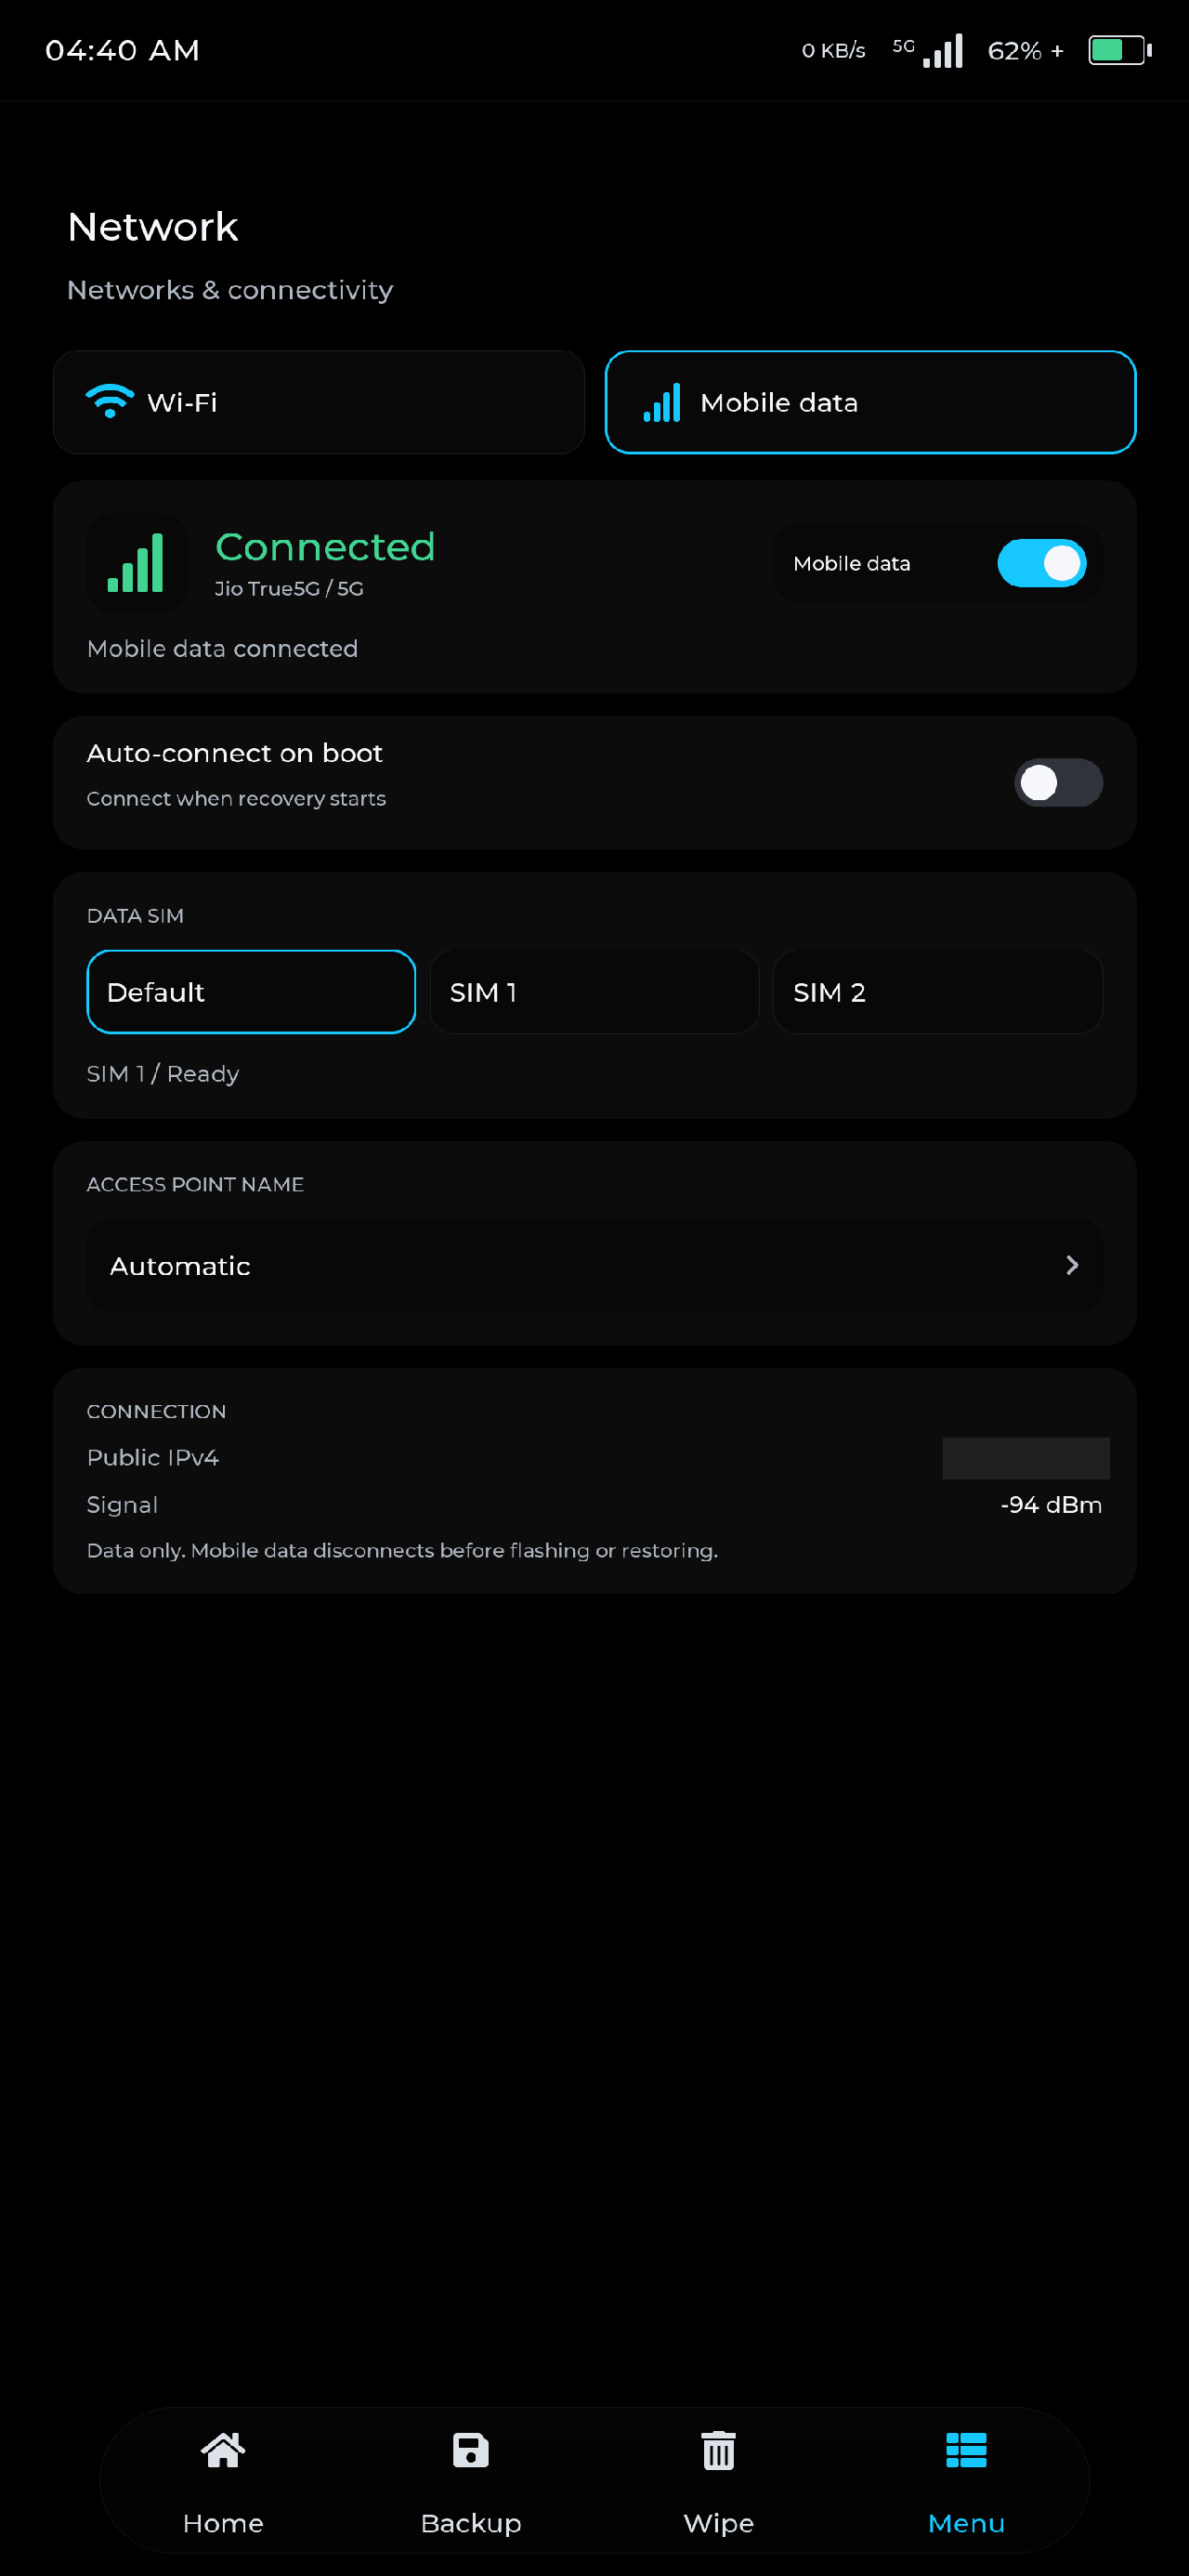 04:40 AM
0 KB/s 5G 62% +
Network
Networks & connectivity
Wi-Fi
Mobile data
Connected
Jio True5G / 5G
Mobile data
Mobile data connected
Auto-connect on boot
Connect when recovery starts
DATA SIM
Default
SIM 1
SIM 2
SIM 1 / Ready
ACCESS POINT NAME
Automatic
CONNECTION
Public IPv4
Signal -94 dBm
Data only. Mobile data disconnects before flashing or restoring.
Home
Backup
Wipe
Menu